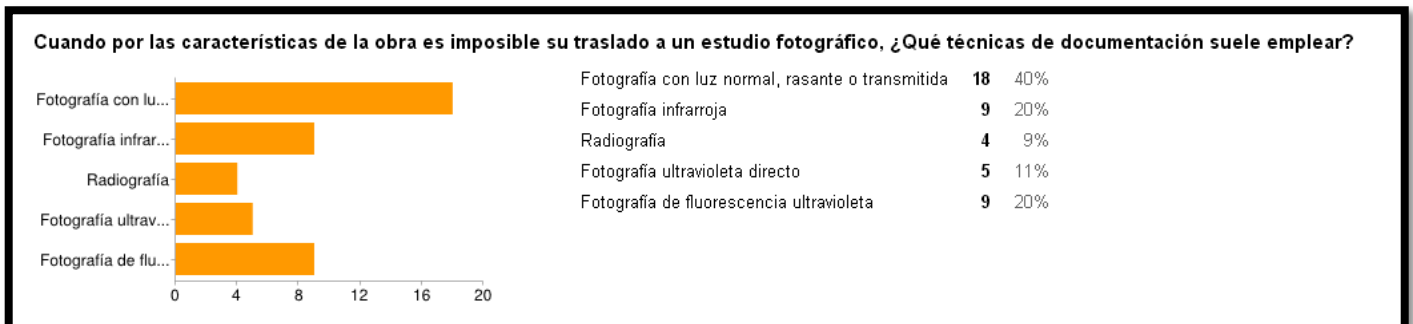 Cuando por las características de la obra es imposible su traslado a un estudio fotográfico, ¿Qué técnicas de documentación suele emplear?
Fotografía con lu...
Fotografía infrar...
Radiografía
Fotografía ultrav...
Fotografía de flu...
0 4 8 12 16 20
Fotografía con luz normal, rasante o transmitida 18 40%
Fotografía infrarroja 9 20%
Radiografía 4 9%
Fotografía ultravioleta directo 5 11%
Fotografía de fluorescencia ultravioleta 9 20%